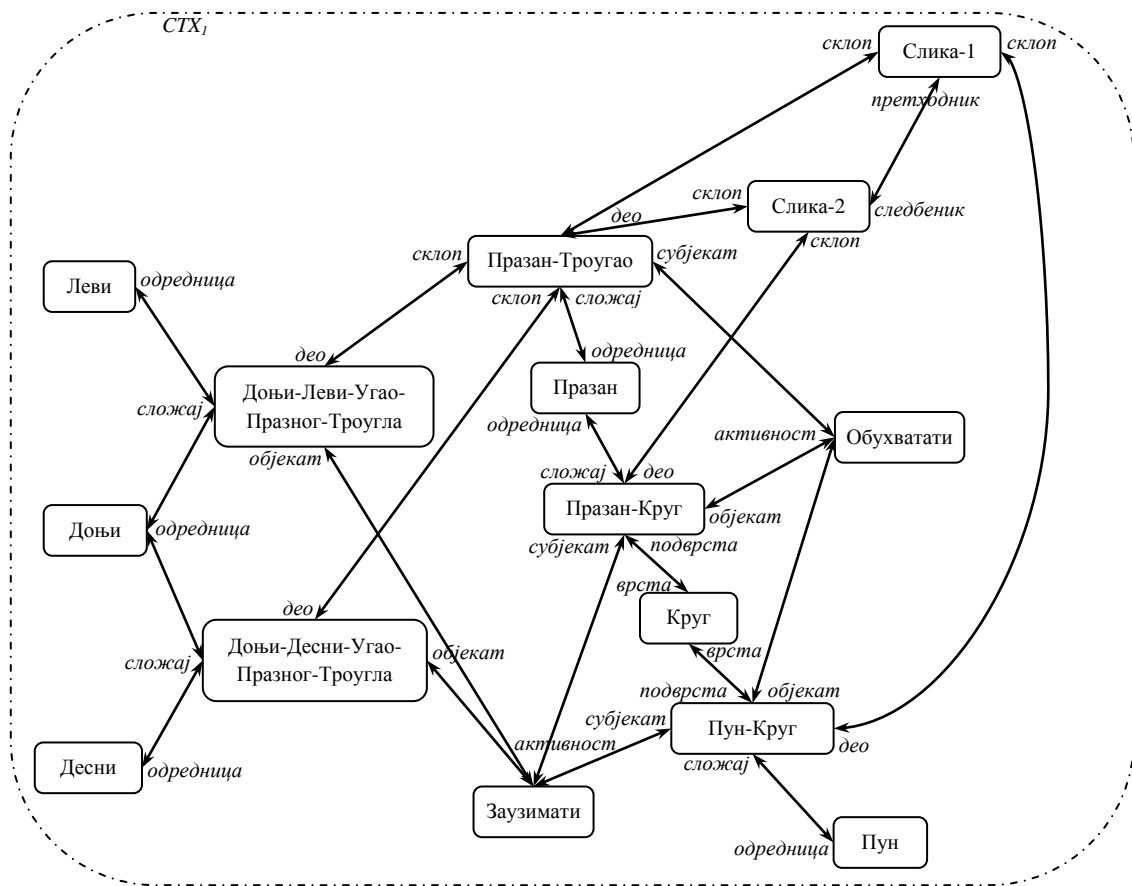 CTX₁
склоп Слика-1 склоп
претходник
склоп Слика-2 следбеник
део склоп
склоп Празан-Троугао субјекат
склоп сложај
Леви одредница
део одредница
Празан
Доњи-Леви-Угао-
Празног-Троугла
сложај
одредница
активност Обухватати
објекат
сложај део
Празан-Круг објекат
Доњи одредница
субјекат подврста
врста
Круг
део
Доњи-Десни-Угао-
Празног-Троугла
објекат
врста
сложај
подврста објекат
субјекат Пун-Круг део
активност
сложај
Десни одредница
Заузимати
одредница Пун